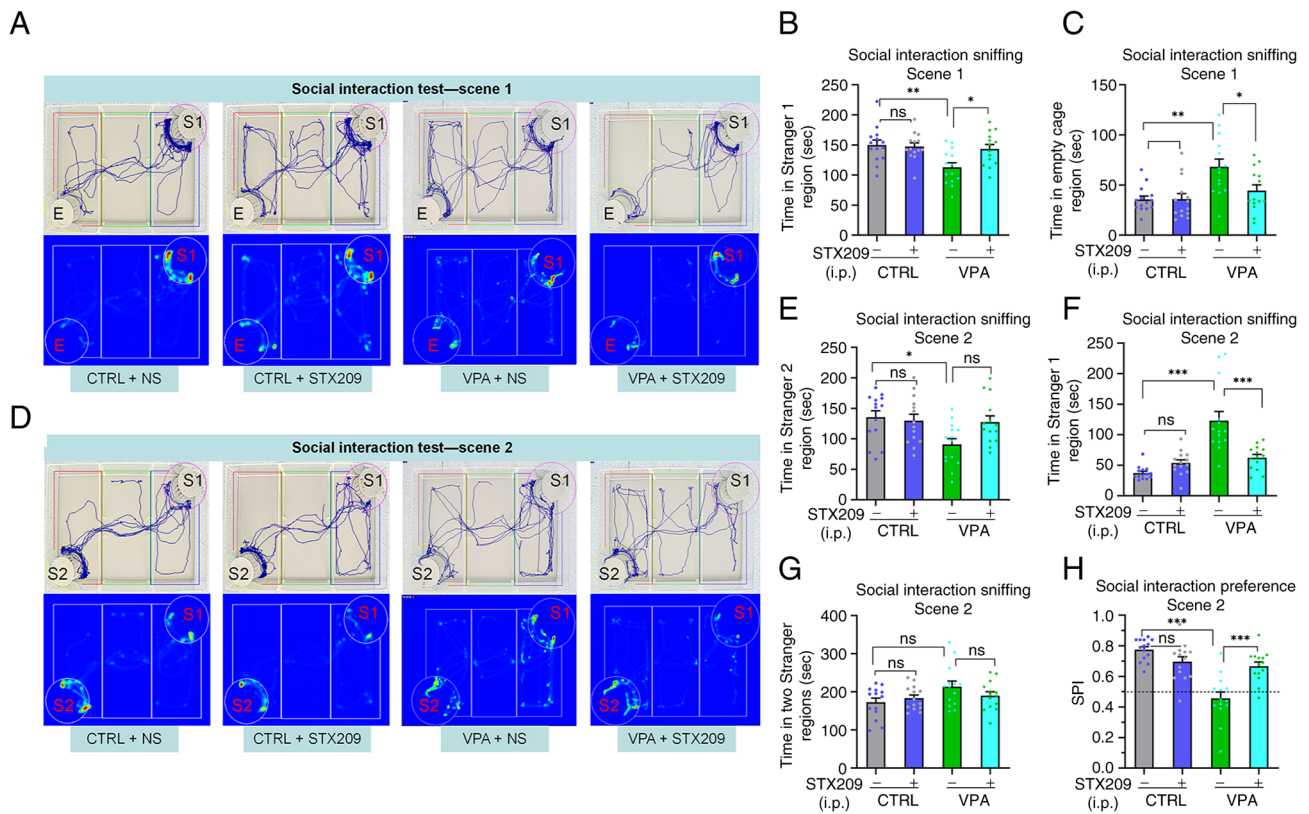 A
Social interaction test—scene 1
S1
S1
S1
S1
E
E
E
E
S1
S1
S1
S1
E
E
E
E
CTRL + NS
CTRL + STX209
VPA + NS
VPA + STX209
B
Social interaction sniffing
Scene 1
Time in Stranger 1
region (sec)
250
200
150
100
50
0
**
ns
*
STX209
(i.p.)
− + − +
CTRL
VPA
C
Social interaction sniffing
Scene 1
Time in empty cage
region (sec)
150
100
50
0
**
*
STX209
(i.p.)
− + − +
CTRL
VPA
D
Social interaction test—scene 2
S1
S1
S1
S1
S2
S2
S2
S2
S1
S1
S1
S1
S2
S2
S2
S2
CTRL + NS
CTRL + STX209
VPA + NS
VPA + STX209
E
Social interaction sniffing
Scene 2
Time in Stranger 2
region (sec)
250
200
150
100
50
0
*
ns
ns
STX209
(i.p.)
− + − +
CTRL
VPA
F
Social interaction sniffing
Scene 2
Time in Stranger 1
region (sec)
250
200
150
100
50
0
***
ns
***
STX209
(i.p.)
− + − +
CTRL
VPA
G
Social interaction sniffing
Scene 2
Time in two Stranger
regions (sec)
400
300
200
100
0
ns
ns
ns
STX209
(i.p.)
− + − +
CTRL
VPA
H
Social interaction preference
Scene 2
SPI
1.0
0.8
0.6
0.4
0.2
0.0
***
ns
***
STX209
(i.p.)
− + − +
CTRL
VPA